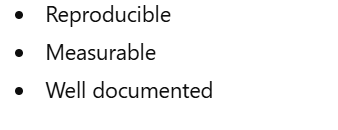 • Reproducible
• Measurable
• Well documented